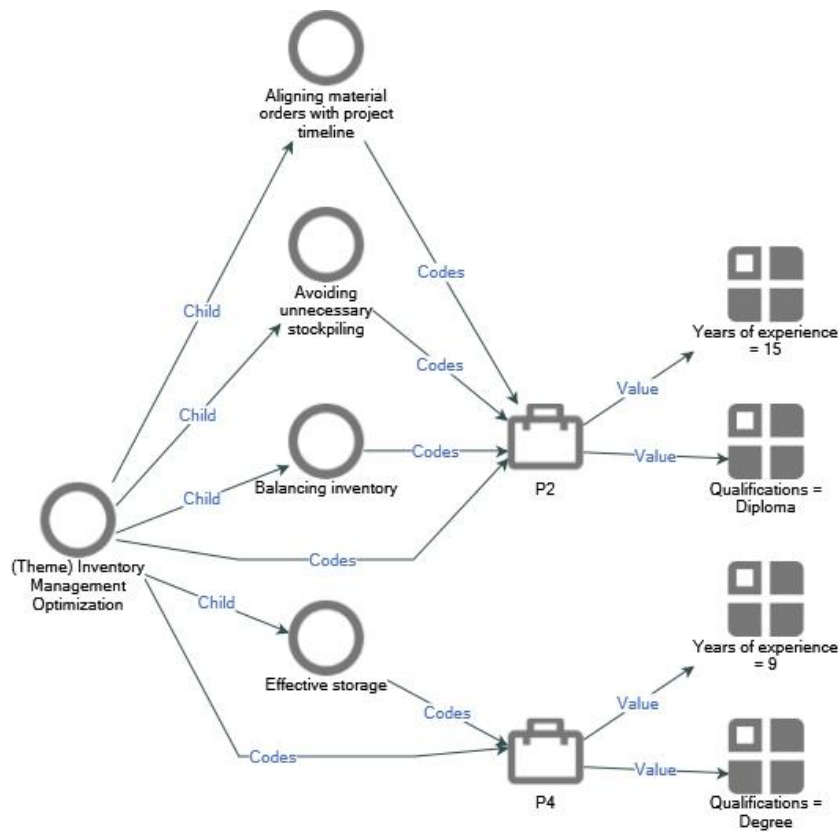 Aligning material
orders with project
timeline
Child
Codes
Avoiding
unnecessary
stockpiling
Child
Codes
Years of experience
= 15
Value
Balancing inventory
Child
Codes
P2
Value
Qualifications =
Diploma
(Theme) Inventory
Management
Optimization
Codes
Child
Effective storage
Codes
Codes
P4
Years of experience
= 9
Value
Value
Qualifications =
Degree